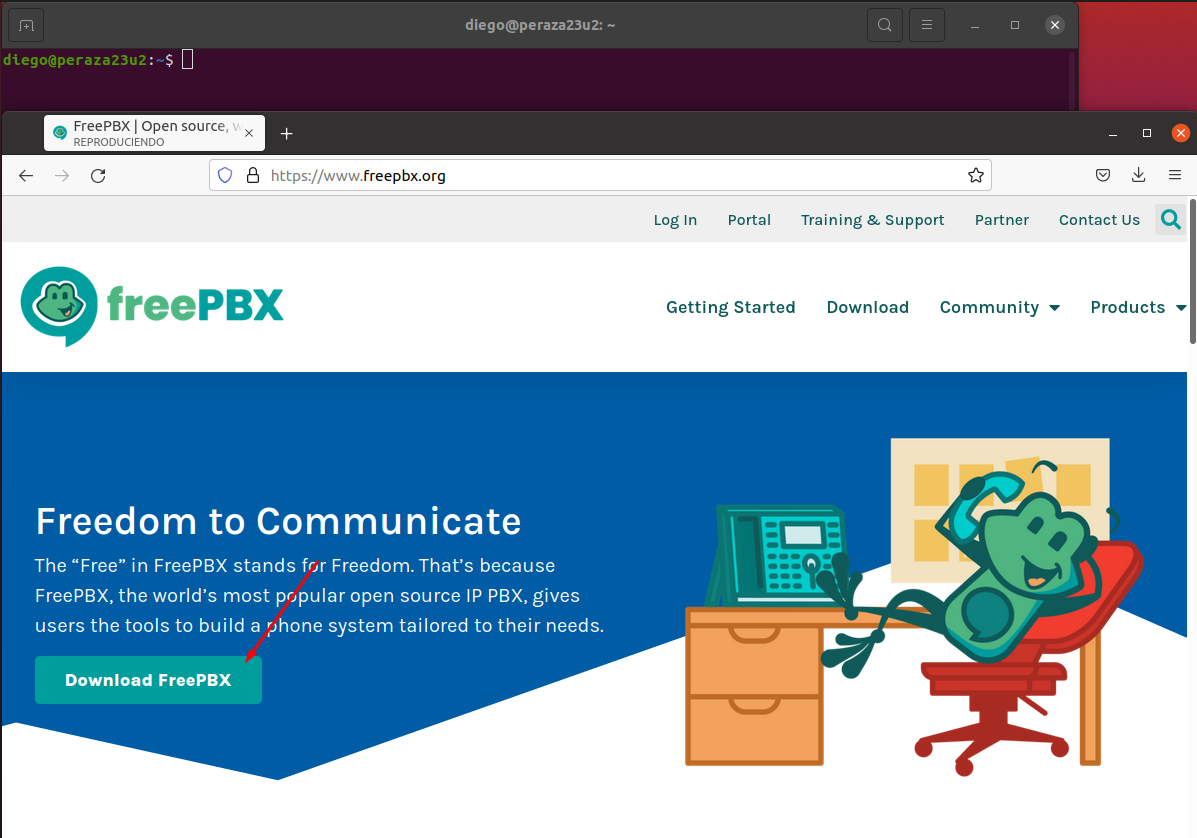 diego@peraza23u2: ~
diego@peraza23u2:~$
FreePBX | Open source, w
REPRODUCIENDO
https://www.freepbx.org
Log In Portal Training & Support Partner Contact Us
freePBX
Getting Started Download Community Products
Freedom to Communicate
The “Free” in FreePBX stands for Freedom. That’s because
FreePBX, the world’s most popular open source IP PBX, gives
users the tools to build a phone system tailored to their needs.
Download FreePBX